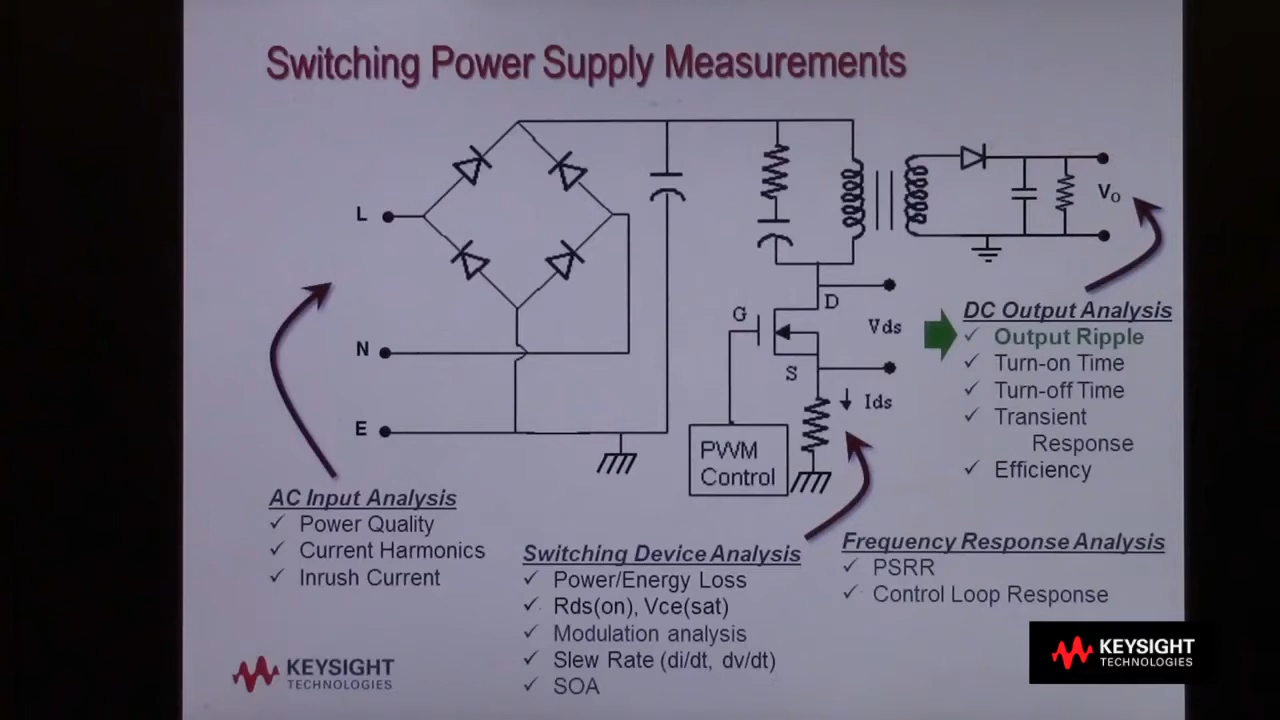 Switching Power Supply Measurements
L
N
E
G
D
S
Vds
Ids
PWM
Control
Vo
AC Input Analysis
✓ Power Quality
✓ Current Harmonics
✓ Inrush Current
Switching Device Analysis
✓ Power/Energy Loss
✓ Rds(on), Vce(sat)
✓ Modulation analysis
✓ Slew Rate (di/dt, dv/dt)
✓ SOA
DC Output Analysis
✓ Output Ripple
✓ Turn-on Time
✓ Turn-off Time
✓ Transient
Response
✓ Efficiency
Frequency Response Analysis
✓ PSRR
✓ Control Loop Response
KEYSIGHT
TECHNOLOGIES
KEYSIGHT
TECHNOLOGIES